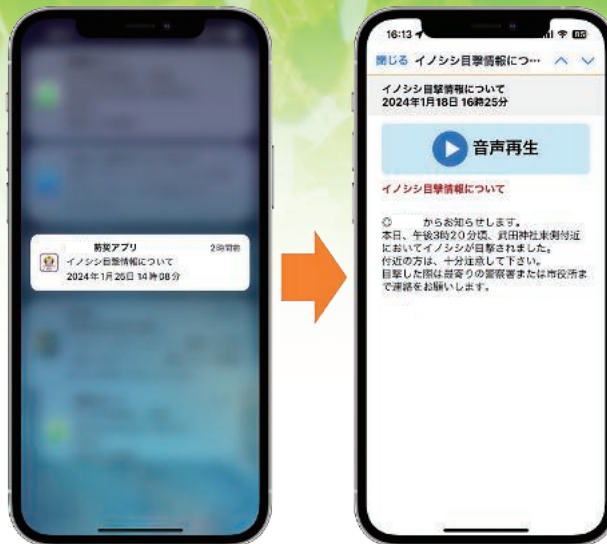 防災アプリ
2時間前
イノシシ目撃情報について
2024年1月25日 14時08分
16:13
閉じる イノシシ目撃情報につ…
イノシシ目撃情報について
2024年1月18日 16時25分
音声再生
イノシシ目撃情報について
◎　　からお知らせします。
本日、午後3時20分頃、武田神社東側付近
においてイノシシが目撃されました。
付近の方は、十分注意して下さい。
目撃した際は最寄りの警察署または市役所ま
で連絡をお願いします。